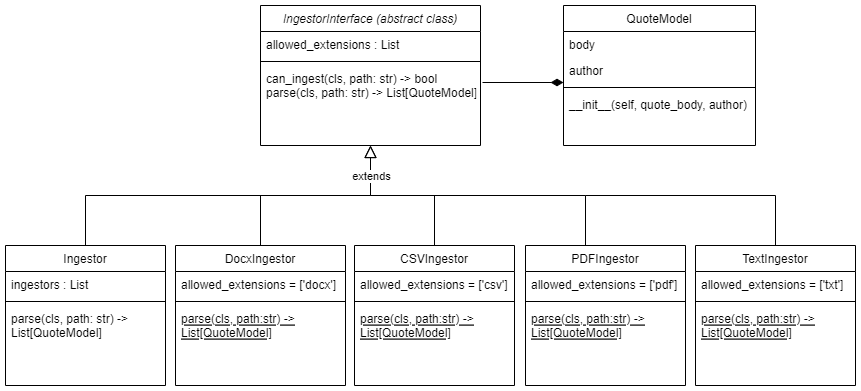 IngestorInterface (abstract class)
allowed_extensions : List
can_ingest(cls, path: str) -> bool
parse(cls, path: str) -> List[QuoteModel]
QuoteModel
body
author
__init__(self, quote_body, author)
extends
Ingestor
ingestors : List
parse(cls, path: str) ->
List[QuoteModel]
DocxIngestor
allowed_extensions = ['docx']
parse(cls, path:str) ->
List[QuoteModel]
CSVIngestor
allowed_extensions = ['csv']
parse(cls, path:str) ->
List[QuoteModel]
PDFIngestor
allowed_extensions = ['pdf']
parse(cls, path:str) ->
List[QuoteModel]
TextIngestor
allowed_extensions = ['txt']
parse(cls, path:str) ->
List[QuoteModel]